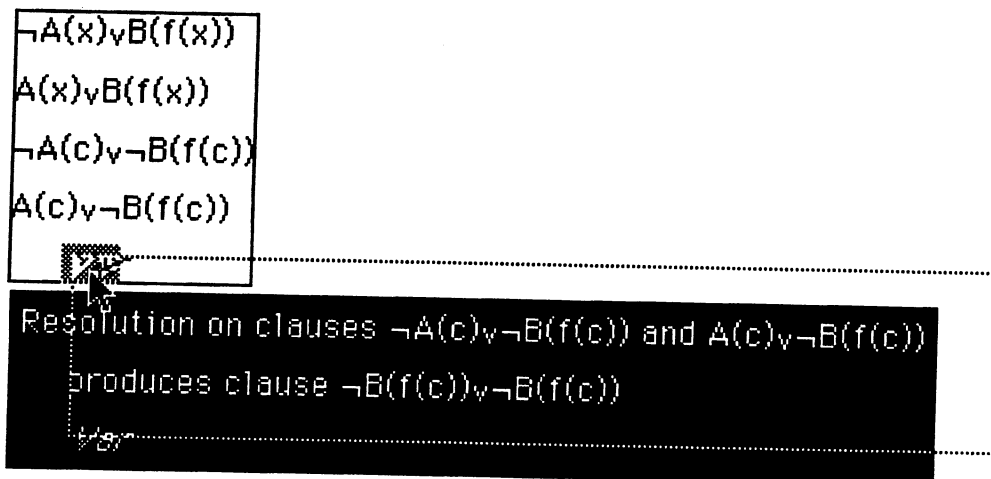 ¬A(x)∨B(f(x))
A(x)∨B(f(x))
¬A(c)∨¬B(f(c))
A(c)∨¬B(f(c))
Resolution on clauses ¬A(c)∨¬B(f(c)) and A(c)∨¬B(f(c))
produces clause ¬B(f(c))∨¬B(f(c))